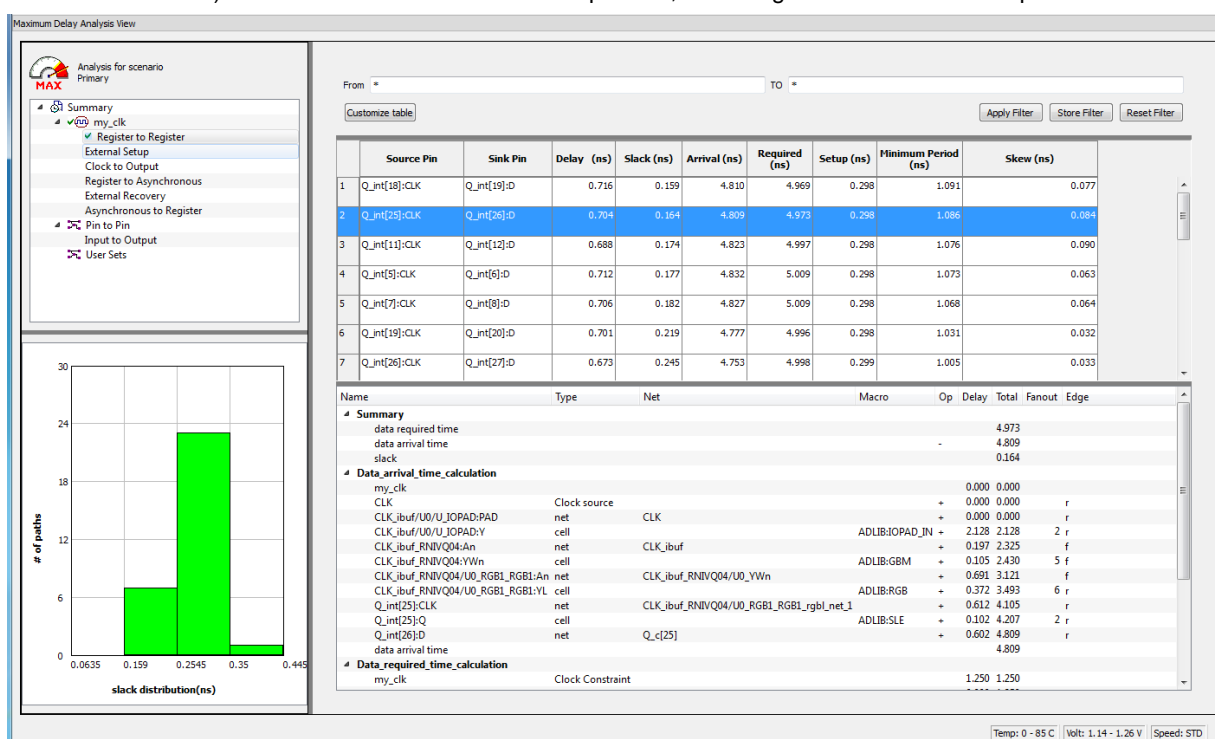 Maximum Delay Analysis View
MAX
Analysis for scenario
Primary
Summary
my_clk
Register to Register
External Setup
Clock to Output
Register to Asynchronous
External Recovery
Asynchronous to Register
Pin to Pin
Input to Output
User Sets
From * TO *
Customize table Apply Filter Store Filter Reset Filter
Source Pin Sink Pin Delay (ns) Slack (ns) Arrival (ns) Required (ns) Setup (ns) Minimum Period (ns) Skew (ns)
1 Q_int[18]:CLK Q_int[19]:D 0.716 0.159 4.810 4.969 0.298 1.091 0.077
2 Q_int[25]:CLK Q_int[26]:D 0.704 0.164 4.809 4.973 0.298 1.086 0.084
3 Q_int[11]:CLK Q_int[12]:D 0.688 0.174 4.823 4.997 0.298 1.076 0.090
4 Q_int[5]:CLK Q_int[6]:D 0.712 0.177 4.832 5.009 0.298 1.073 0.063
5 Q_int[7]:CLK Q_int[8]:D 0.706 0.182 4.827 5.009 0.298 1.068 0.064
6 Q_int[19]:CLK Q_int[20]:D 0.701 0.219 4.777 4.996 0.298 1.031 0.032
7 Q_int[26]:CLK Q_int[27]:D 0.673 0.245 4.753 4.998 0.299 1.005 0.033
# of paths
30
24
18
12
6
0
0.0635 0.159 0.2545 0.35 0.445
slack distribution(ns)
Name Type Net Macro Op Delay Total Fanout Edge
Summary
data required time 4.973
data arrival time - 4.809
slack 0.164
Data_arrival_time_calculation
my_clk 0.000 0.000
CLK Clock source + 0.000 0.000 r
CLK_ibuf/U0/U_IOPAD:PAD net CLK + 0.000 0.000 r
CLK_ibuf/U0/U_IOPAD:Y cell ADLIB:IOPAD_IN + 2.128 2.128 2 r
CLK_ibuf_RNIVQ04:An net CLK_ibuf + 0.197 2.325 f
CLK_ibuf_RNIVQ04:YWn cell ADLIB:GBM + 0.105 2.430 5 f
CLK_ibuf_RNIVQ04/U0_RGB1_RGB1:An net CLK_ibuf_RNIVQ04/U0_YWn + 0.691 3.121 f
CLK_ibuf_RNIVQ04/U0_RGB1_RGB1:YL cell ADLIB:RGB + 0.372 3.493 6 r
Q_int[25]:CLK net CLK_ibuf_RNIVQ04/U0_RGB1_RGB1_rgbl_net_1 + 0.612 4.105 r
Q_int[25]:Q cell ADLIB:SLE + 0.102 4.207 2 r
Q_int[26]:D net Q_c[25] + 0.602 4.809 r
data arrival time 4.809
Data_required_time_calculation
my_clk Clock Constraint 1.250 1.250
Temp: 0 - 85 C Volt: 1.14 - 1.26 V Speed: STD